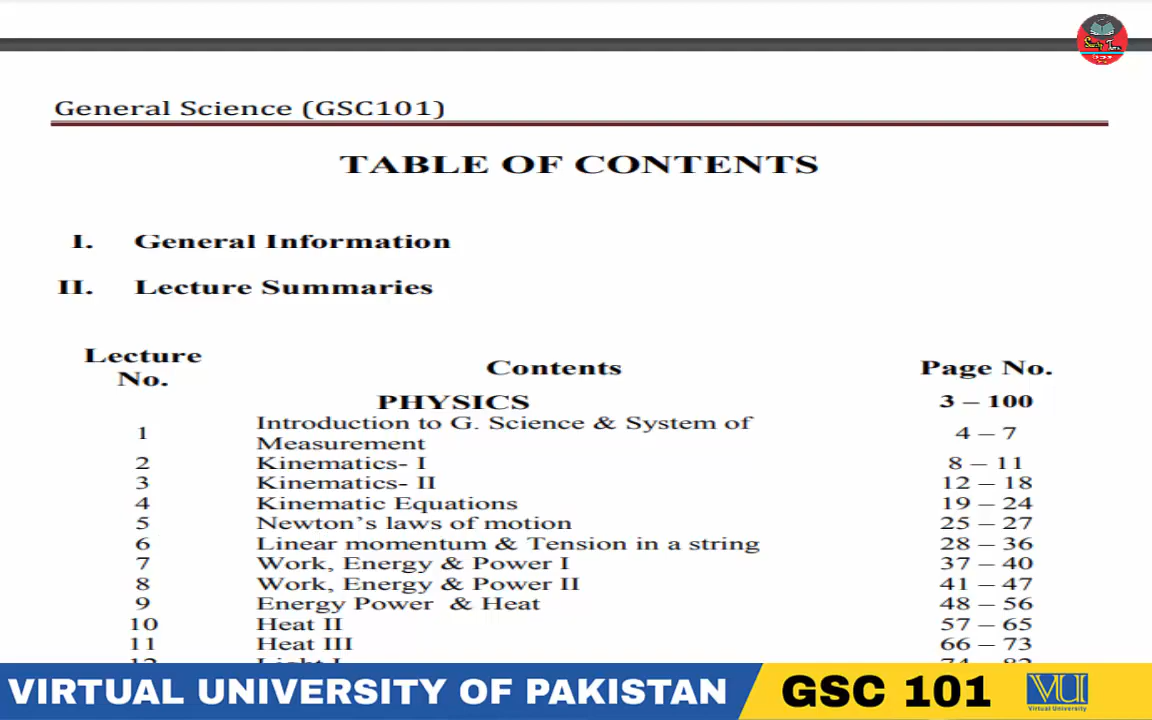 General Science (GSC101)
TABLE OF CONTENTS
I. General Information
II. Lecture Summaries
Lecture No. Contents Page No.
PHYSICS 3 – 100
1 Introduction to G. Science & System of Measurement 4 – 7
2 Kinematics- I 8 – 11
3 Kinematics- II 12 – 18
4 Kinematic Equations 19 – 24
5 Newton's laws of motion 25 – 27
6 Linear momentum & Tension in a string 28 – 36
7 Work, Energy & Power I 37 – 40
8 Work, Energy & Power II 41 – 47
9 Energy Power & Heat 48 – 56
10 Heat II 57 – 65
11 Heat III 66 – 73
12 Light I 74 – 82
VIRTUAL UNIVERSITY OF PAKISTAN GSC 101 VU
Virtual University